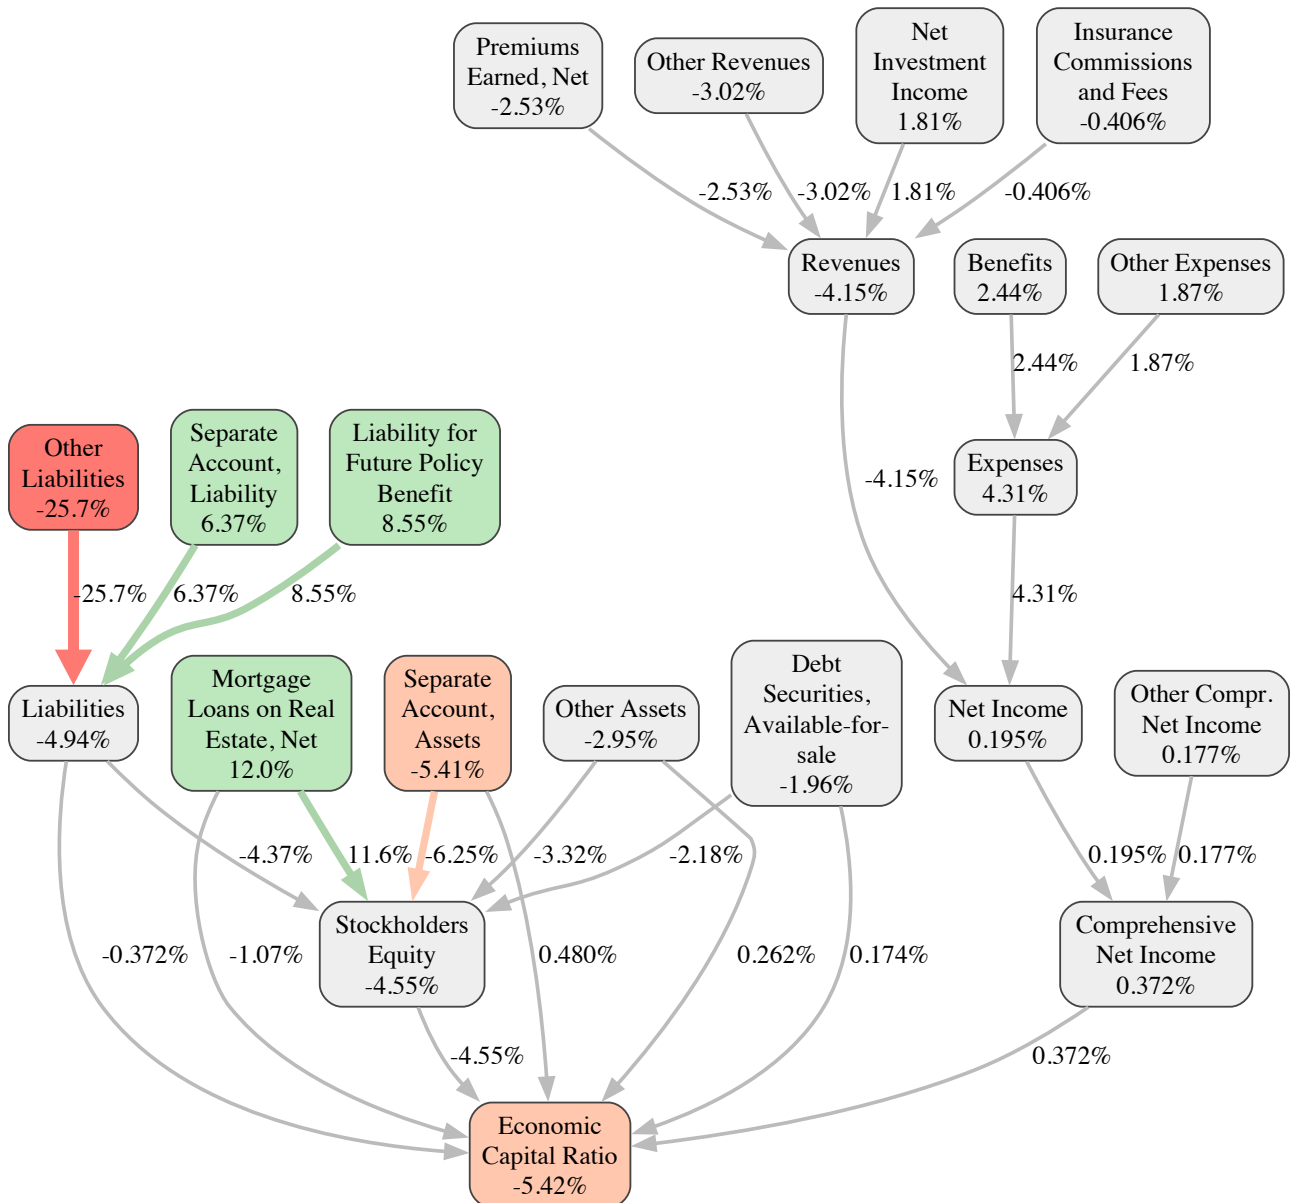 Premiums
Earned, Net
-2.53%
Other Revenues
-3.02%
Net
Investment
Income
1.81%
Insurance
Commissions
and Fees
-0.406%
-2.53%
-3.02%
1.81%
-0.406%
Revenues
-4.15%
Benefits
2.44%
Other Expenses
1.87%
2.44%
1.87%
Other
Liabilities
-25.7%
Separate
Account,
Liability
6.37%
Liability for
Future Policy
Benefit
8.55%
-4.15%
Expenses
4.31%
-25.7%
6.37%
8.55%
4.31%
Liabilities
-4.94%
Mortgage
Loans on Real
Estate, Net
12.0%
Separate
Account,
Assets
-5.41%
Other Assets
-2.95%
Debt
Securities,
Available-for-
sale
-1.96%
Net Income
0.195%
Other Compr.
Net Income
0.177%
-4.37%
11.6%
-6.25%
-3.32%
-2.18%
0.195%
0.177%
-0.372%
-1.07%
Stockholders
Equity
-4.55%
0.480%
0.262%
0.174%
Comprehensive
Net Income
0.372%
-4.55%
0.372%
Economic
Capital Ratio
-5.42%